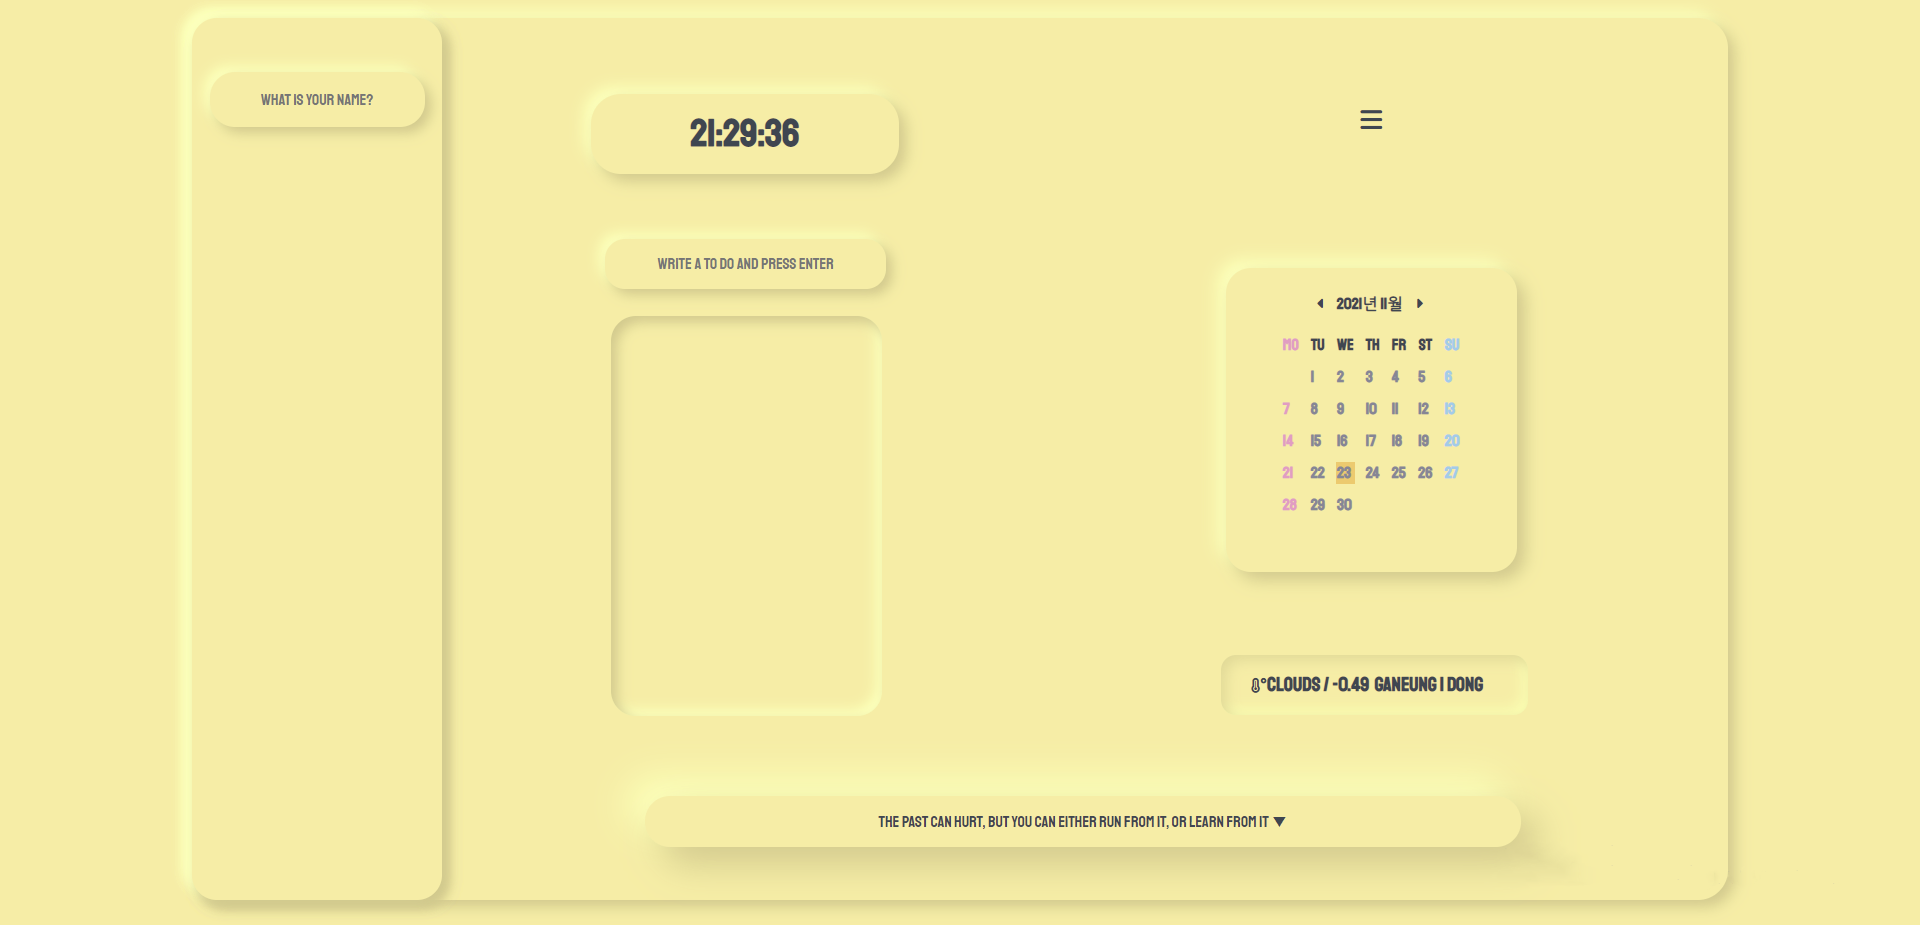 WHAT IS YOUR NAME?
21:29:36
WRITE A TO DO AND PRESS ENTER
2021년 11월
MO TU WE TH FR ST SU
1 2 3 4 5 6
7 8 9 10 11 12 13
14 15 16 17 18 19 20
21 22 23 24 25 26 27
28 29 30
°CLOUDS / -0.49 GANEUNG 1 DONG
THE PAST CAN HURT, BUT YOU CAN EITHER RUN FROM IT, OR LEARN FROM IT ▼